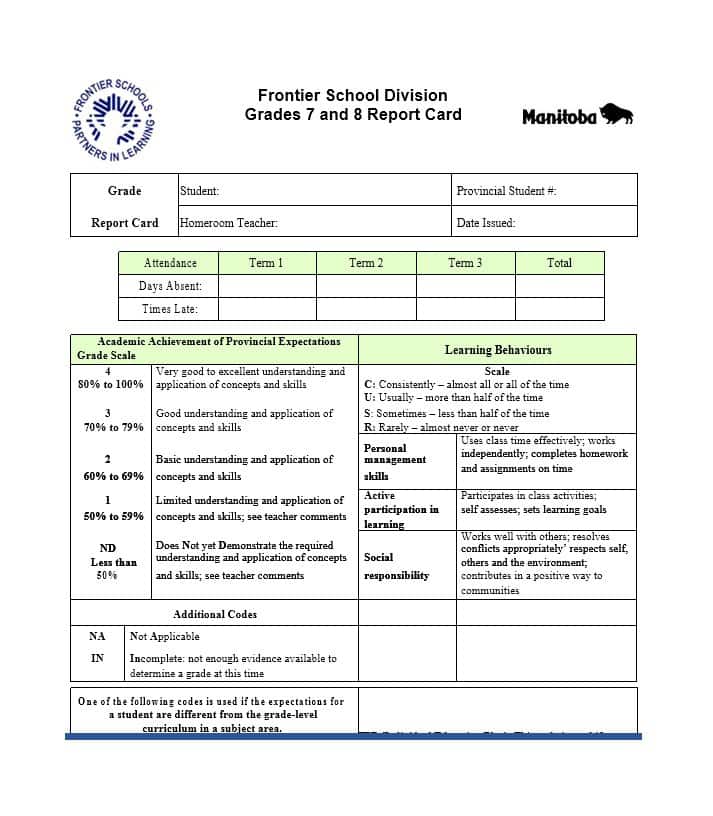 FRONTIER SCHOOLS
PARTNERS IN LEARNING
Frontier School Division
Grades 7 and 8 Report Card
Manitoba
Grade
Report Card
Student:
Provincial Student #:
Homeroom Teacher:
Date Issued:
Attendance Term 1 Term 2 Term 3 Total
Days Absent:
Times Late:
Academic Achievement of Provincial Expectations
Grade Scale
4
80% to 100%
Very good to excellent understanding and
application of concepts and skills
3
70% to 79%
Good understanding and application of
concepts and skills
2
60% to 69%
Basic understanding and application of
concepts and skills
1
50% to 59%
Limited understanding and application of
concepts and skills; see teacher comments
ND
Less than
50%
Does Not yet Demonstrate the required
understanding and application of concepts
and skills; see teacher comments
Additional Codes
NA
Not Applicable
IN
Incomplete: not enough evidence available to
determine a grade at this time
Learning Behaviours
Scale
C: Consistently – almost all or all of the time
U: Usually – more than half of the time
S: Sometimes – less than half of the time
R: Rarely – almost never or never
Personal
management
skills
Uses class time effectively; works
independently; completes homework
and assignments on time
Active
participation in
learning
Participates in class activities;
self assesses; sets learning goals
Social
responsibility
Works well with others; resolves
conflicts appropriately’ respects self,
others and the environment;
contributes in a positive way to
communities
One of the following codes is used if the expectations for
a student are different from the grade-level
curriculum in a subject area.